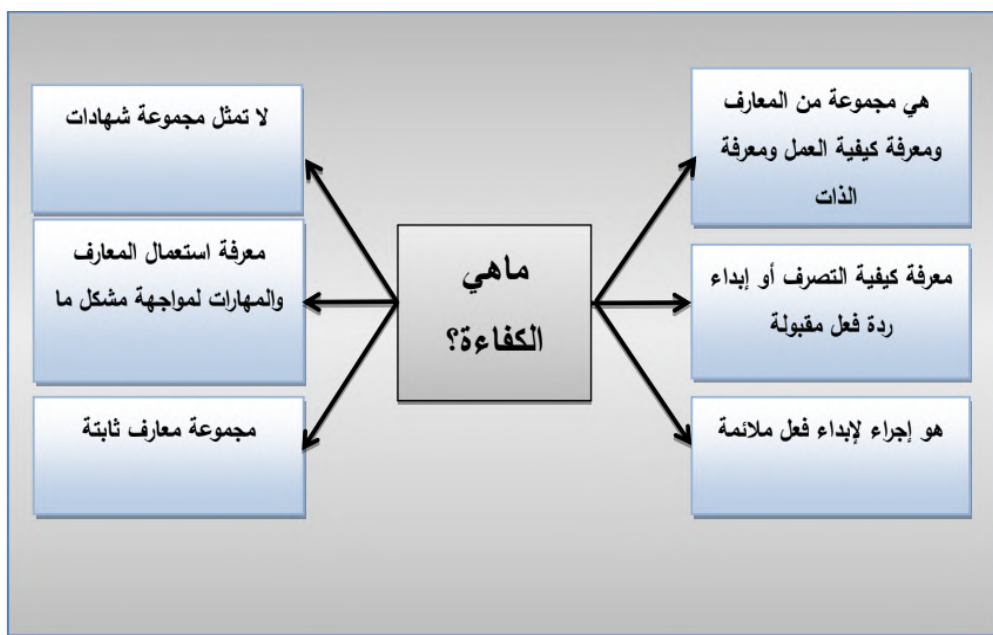 هي مجموعة من المعارف
ومعرفة كيفية العمل ومعرفة
الذات
معرفة كيفية التصرف أو إبداء
ردة فعل مقبولة
هو إجراء لإبداء فعل ملائمة
ماهي
الكفاءة؟
لا تمثل مجموعة شهادات
معرفة استعمال المعارف
والمهارات لمواجهة مشكل ما
مجموعة معارف ثابتة